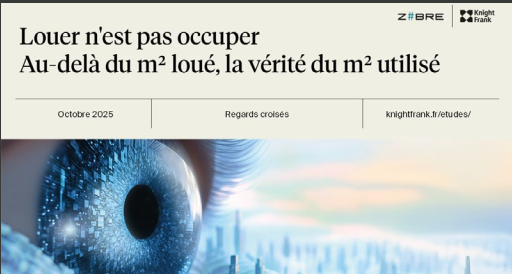 Z#BRE
Knight
Frank
Louer n'est pas occuper
Au-delà du m² loué, la vérité du m² utilisé
Octobre 2025
Regards croisés
knightfrank.fr/etudes/